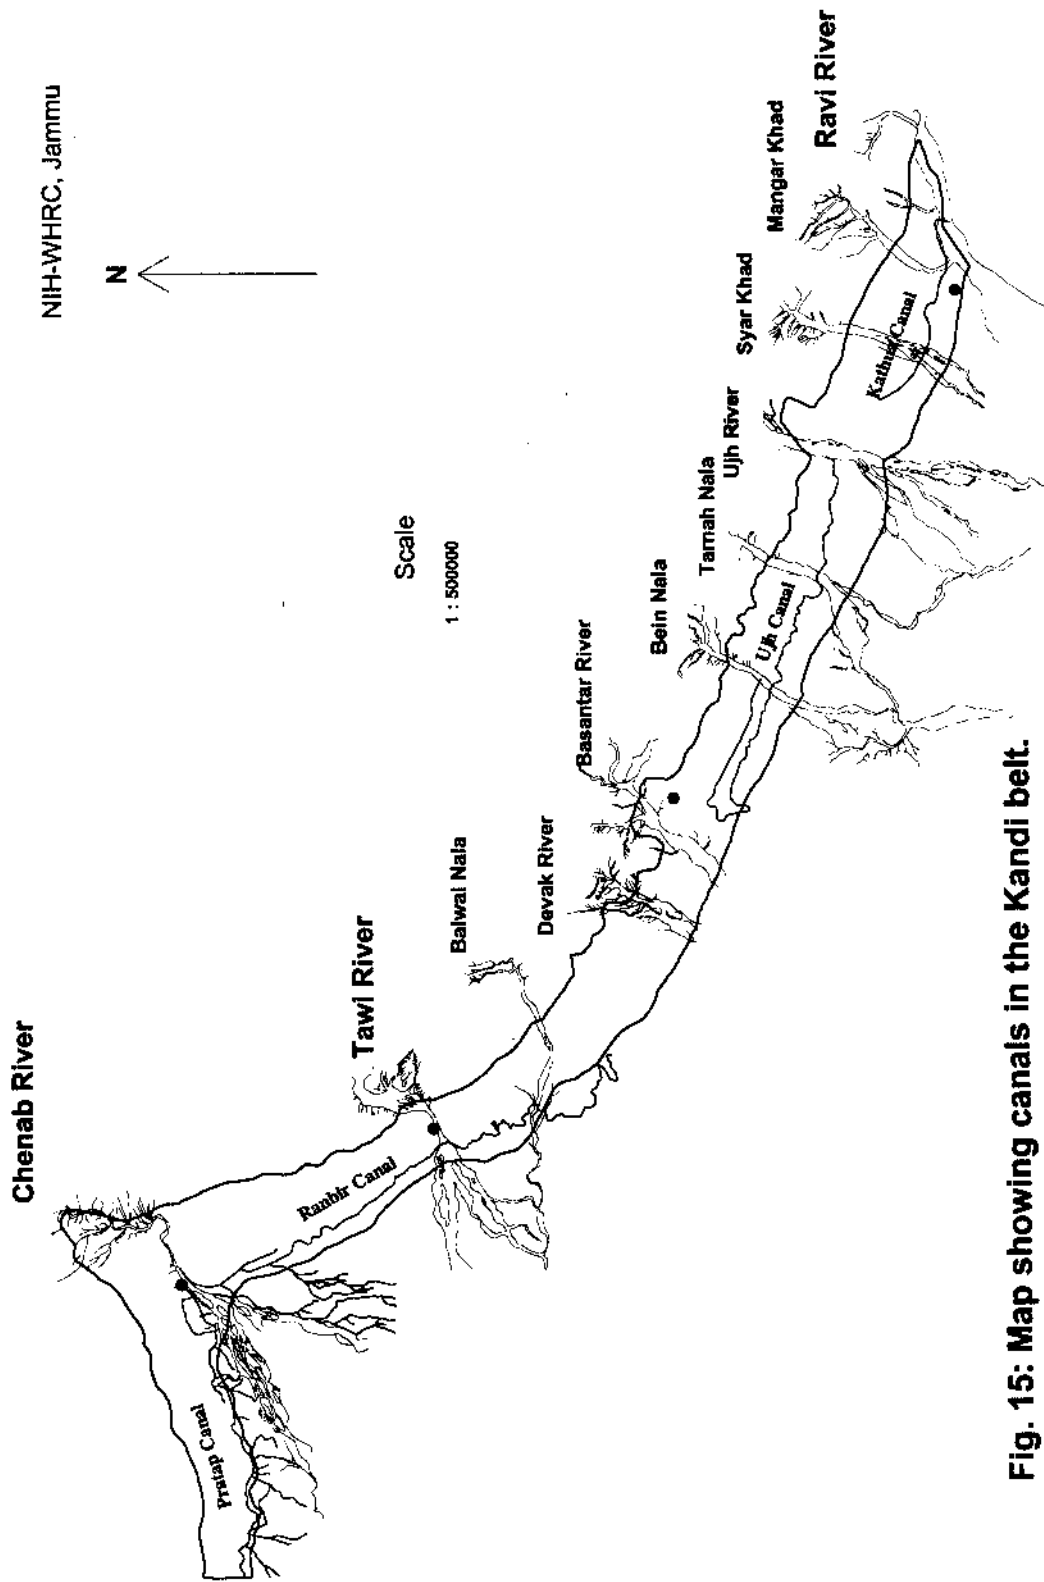 NIH-WHRC, Jammu
N
Chenab River
Scale
1 : 500000
Tawi River
Balwal Nala
Devak River
Basantar River
Bein Nala
Tarnah Nala
Ujh River
Syar Khad
Mangar Khad
Ravi River
Pratap Canal
Ranbir Canal
Ujh Canal
Kathua Canal
Fig. 15: Map showing canals in the Kandi belt.